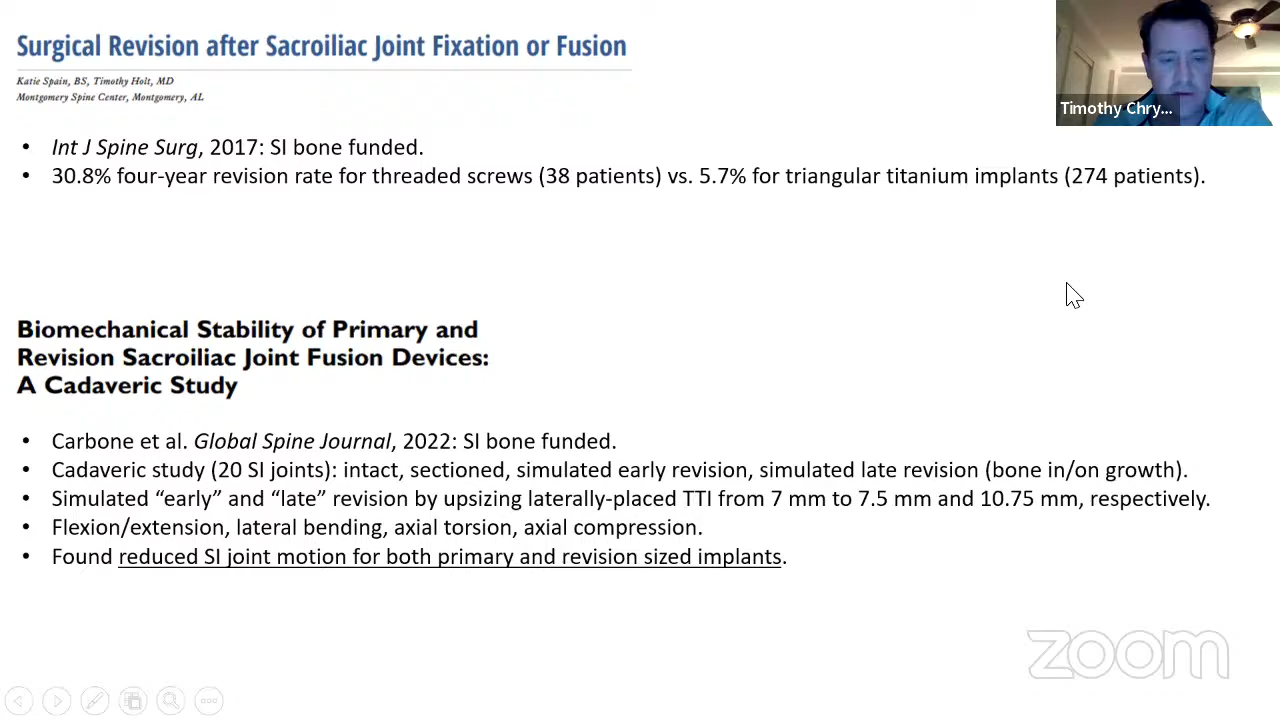 Surgical Revision after Sacroiliac Joint Fixation or Fusion
Katie Spain, BS, Timothy Holt, MD
Montgomery Spine Center, Montgomery, AL
Timothy Chry...
• Int J Spine Surg, 2017: SI bone funded.
• 30.8% four-year revision rate for threaded screws (38 patients) vs. 5.7% for triangular titanium implants (274 patients).
Biomechanical Stability of Primary and
Revision Sacroiliac Joint Fusion Devices:
A Cadaveric Study
• Carbone et al. Global Spine Journal, 2022: SI bone funded.
• Cadaveric study (20 SI joints): intact, sectioned, simulated early revision, simulated late revision (bone in/on growth).
• Simulated “early” and “late” revision by upsizing laterally-placed TTI from 7 mm to 7.5 mm and 10.75 mm, respectively.
• Flexion/extension, lateral bending, axial torsion, axial compression.
• Found reduced SI joint motion for both primary and revision sized implants.
zoom